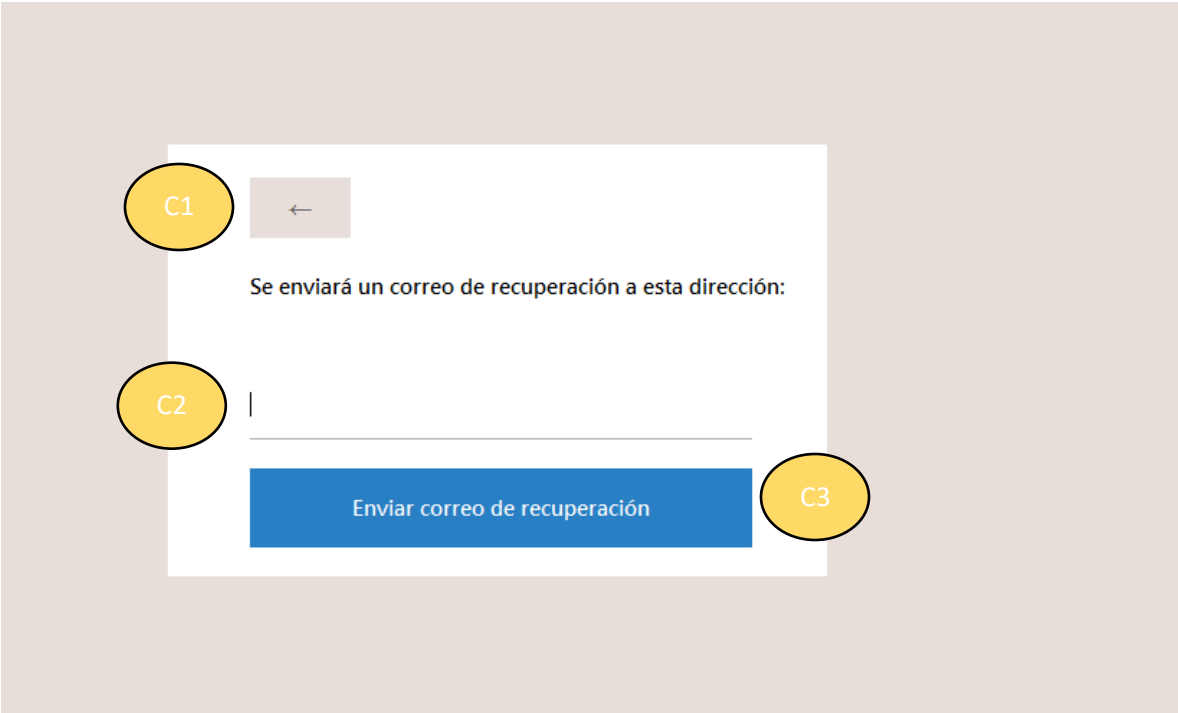 C1
←
Se enviará un correo de recuperación a esta dirección:
C2
Enviar correo de recuperación
C3